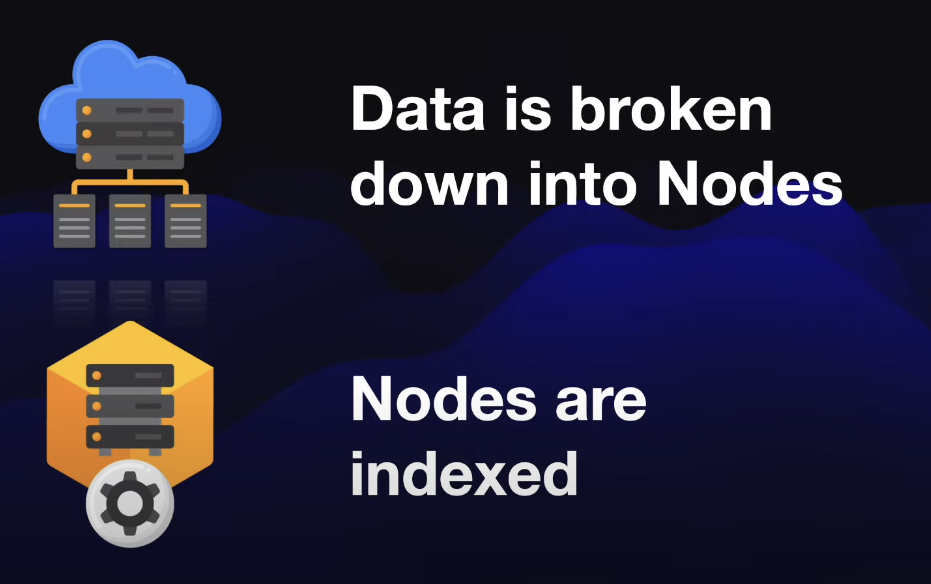 Data is broken
down into Nodes
Nodes are
indexed